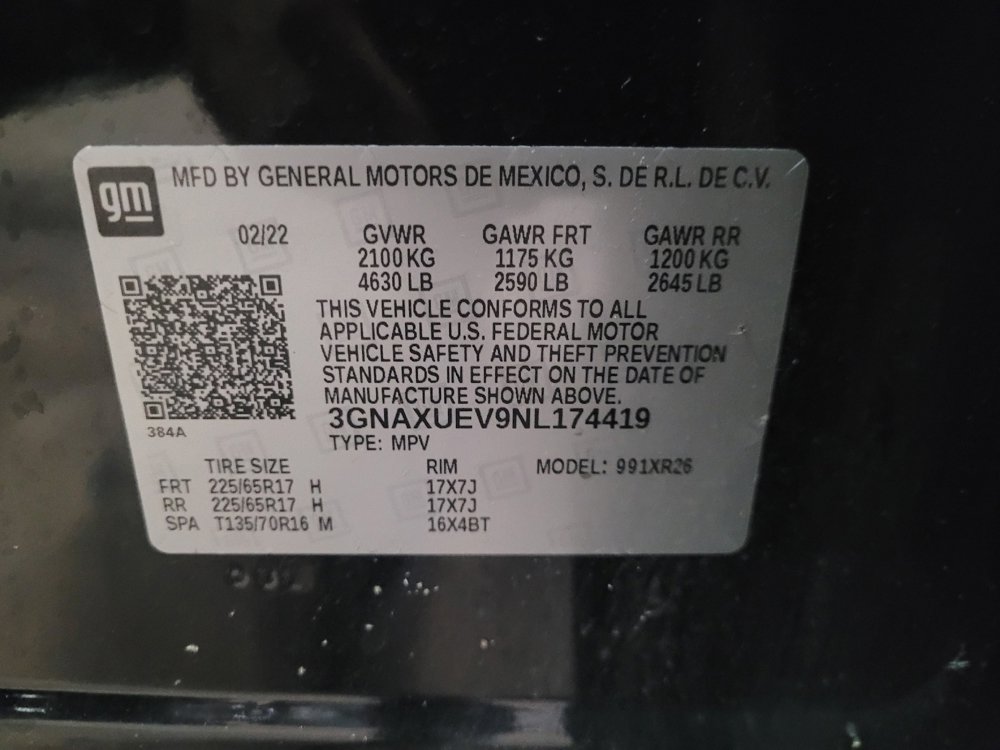 gm
MFD BY GENERAL MOTORS DE MEXICO, S. DE R.L. DE C.V.
02/22 GVWR GAWR FRT GAWR RR
2100 KG 1175 KG 1200 KG
4630 LB 2590 LB 2645 LB
THIS VEHICLE CONFORMS TO ALL
APPLICABLE U.S. FEDERAL MOTOR
VEHICLE SAFETY AND THEFT PREVENTION
STANDARDS IN EFFECT ON THE DATE OF
MANUFACTURE SHOWN ABOVE.
3GNAXUEV9NL174419
384A
TYPE: MPV
TIRE SIZE RIM MODEL: 991XR26
FRT 225/65R17 H 17X7J
RR 225/65R17 H 17X7J
SPA T135/70R16 M 16X4BT